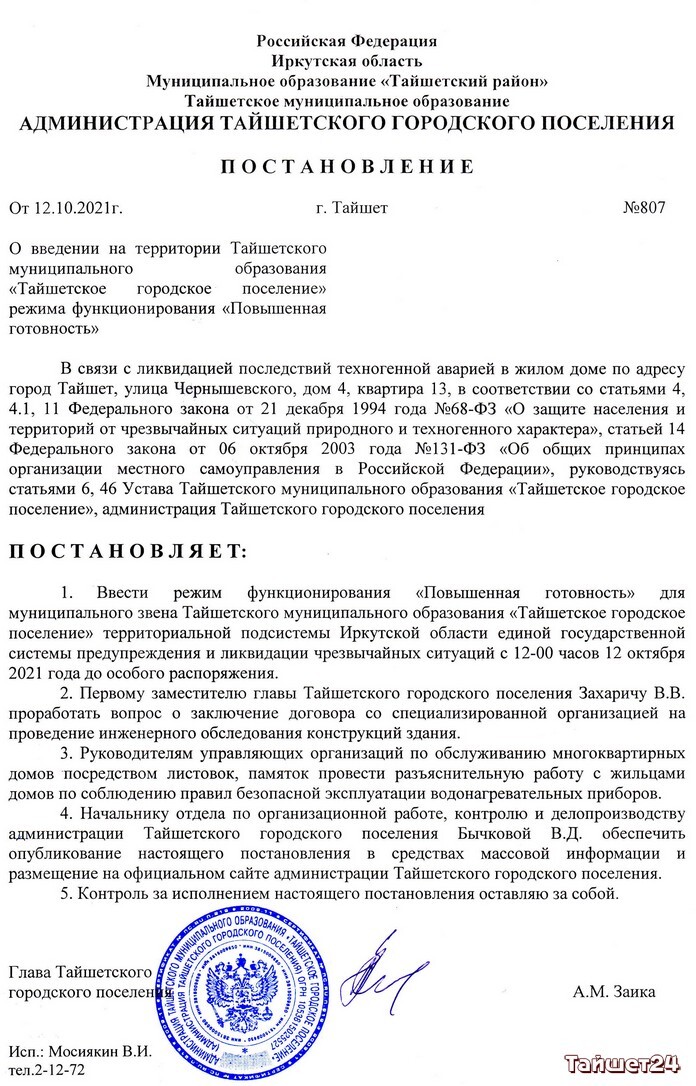 Российская Федерация
Иркутская область
Муниципальное образование «Тайшетский район»
Тайшетское муниципальное образование
АДМИНИСТРАЦИЯ ТАЙШЕТСКОГО ГОРОДСКОГО ПОСЕЛЕНИЯ
П О С Т А Н О В Л Е Н И Е
От 12.10.2021г. г. Тайшет №807
О введении на территории Тайшетского
муниципального образования
«Тайшетское городское поселение»
режима функционирования «Повышенная
готовность»
В связи с ликвидацией последствий техногенной аварией в жилом доме по адресу
город Тайшет, улица Чернышевского, дом 4, квартира 13, в соответствии со статьями 4,
4.1, 11 Федерального закона от 21 декабря 1994 года №68-ФЗ «О защите населения и
территорий от чрезвычайных ситуаций природного и техногенного характера», статьей 14
Федерального закона от 06 октября 2003 года №131-ФЗ «Об общих принципах
организации местного самоуправления в Российской Федерации», руководствуясь
статьями 6, 46 Устава Тайшетского муниципального образования «Тайшетское городское
поселение», администрация Тайшетского городского поселения
П О С Т А Н О В Л Я Е Т:
1. Ввести режим функционирования «Повышенная готовность» для
муниципального звена Тайшетского муниципального образования «Тайшетское городское
поселение» территориальной подсистемы Иркутской области единой государственной
системы предупреждения и ликвидации чрезвычайных ситуаций с 12-00 часов 12 октября
2021 года до особого распоряжения.
2. Первому заместителю главы Тайшетского городского поселения Захаричу В.В.
проработать вопрос о заключение договора со специализированной организацией на
проведение инженерного обследования конструкций здания.
3. Руководителям управляющих организаций по обслуживанию многоквартирных
домов посредством листовок, памяток провести разъяснительную работу с жильцами
домов по соблюдению правил безопасной эксплуатации водонагревательных приборов.
4. Начальнику отдела по организационной работе, контролю и делопроизводству
администрации Тайшетского городского поселения Бычковой В.Д. обеспечить
опубликование настоящего постановления в средствах массовой информации и
размещение на официальном сайте администрации Тайшетского городского поселения.
5. Контроль за исполнением настоящего постановления оставляю за собой.
Глава Тайшетского
городского поселения А.М. Заика
АДМИНИСТРАЦИЯ ТАЙШЕТСКОГО МУНИЦИПАЛЬНОГО ОБРАЗОВАНИЯ «ТАЙШЕТСКОЕ ГОРОДСКОЕ ПОСЕЛЕНИЕ»
(АДМИНИСТРАЦИЯ ТАЙШЕТСКОГО ГОРОДСКОГО ПОСЕЛЕНИЯ) ОГРН
Исп.: Мосиякин В.И.
тел.2-12-72
Тайшет24